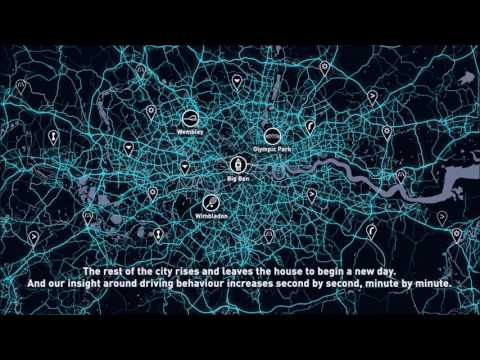 Wembley
Olympic Park
Big Ben
Wimbledon
The rest of the city rises and leaves the house to begin a new day.
And our insight around driving behaviour increases second by second, minute by minute.